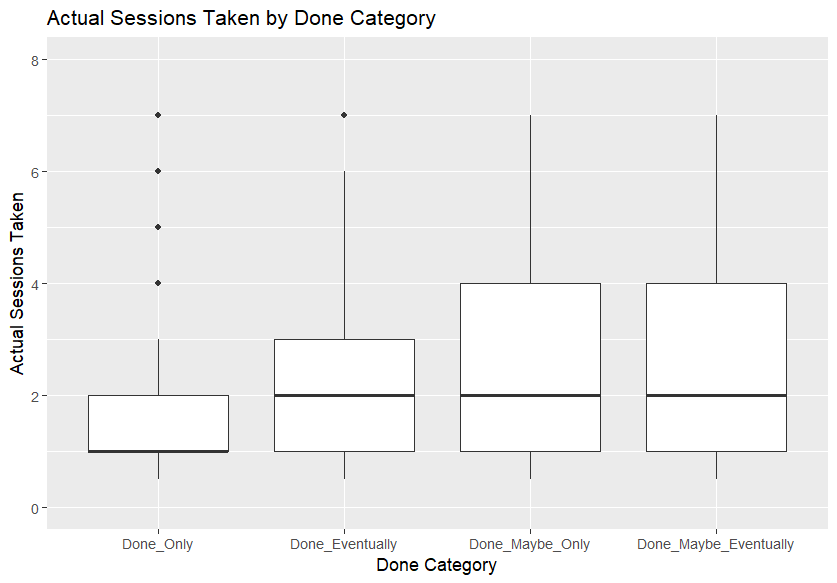 Actual Sessions Taken by Done Category
Actual Sessions Taken
8
6
4
2
0
Done_Only Done_Eventually Done_Maybe_Only Done_Maybe_Eventually
Done Category